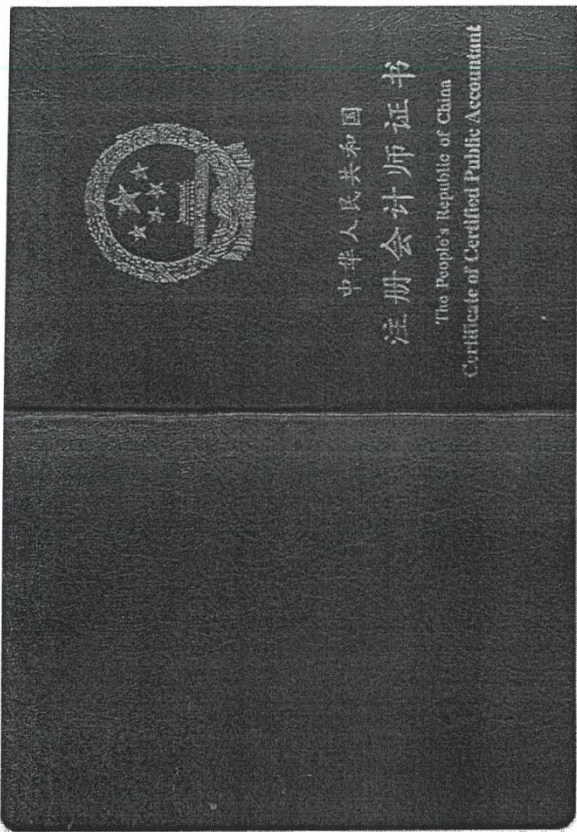 中华人民共和国
注册会计师证书
The People's Republic of China
Certificate of Certified Public Accountant